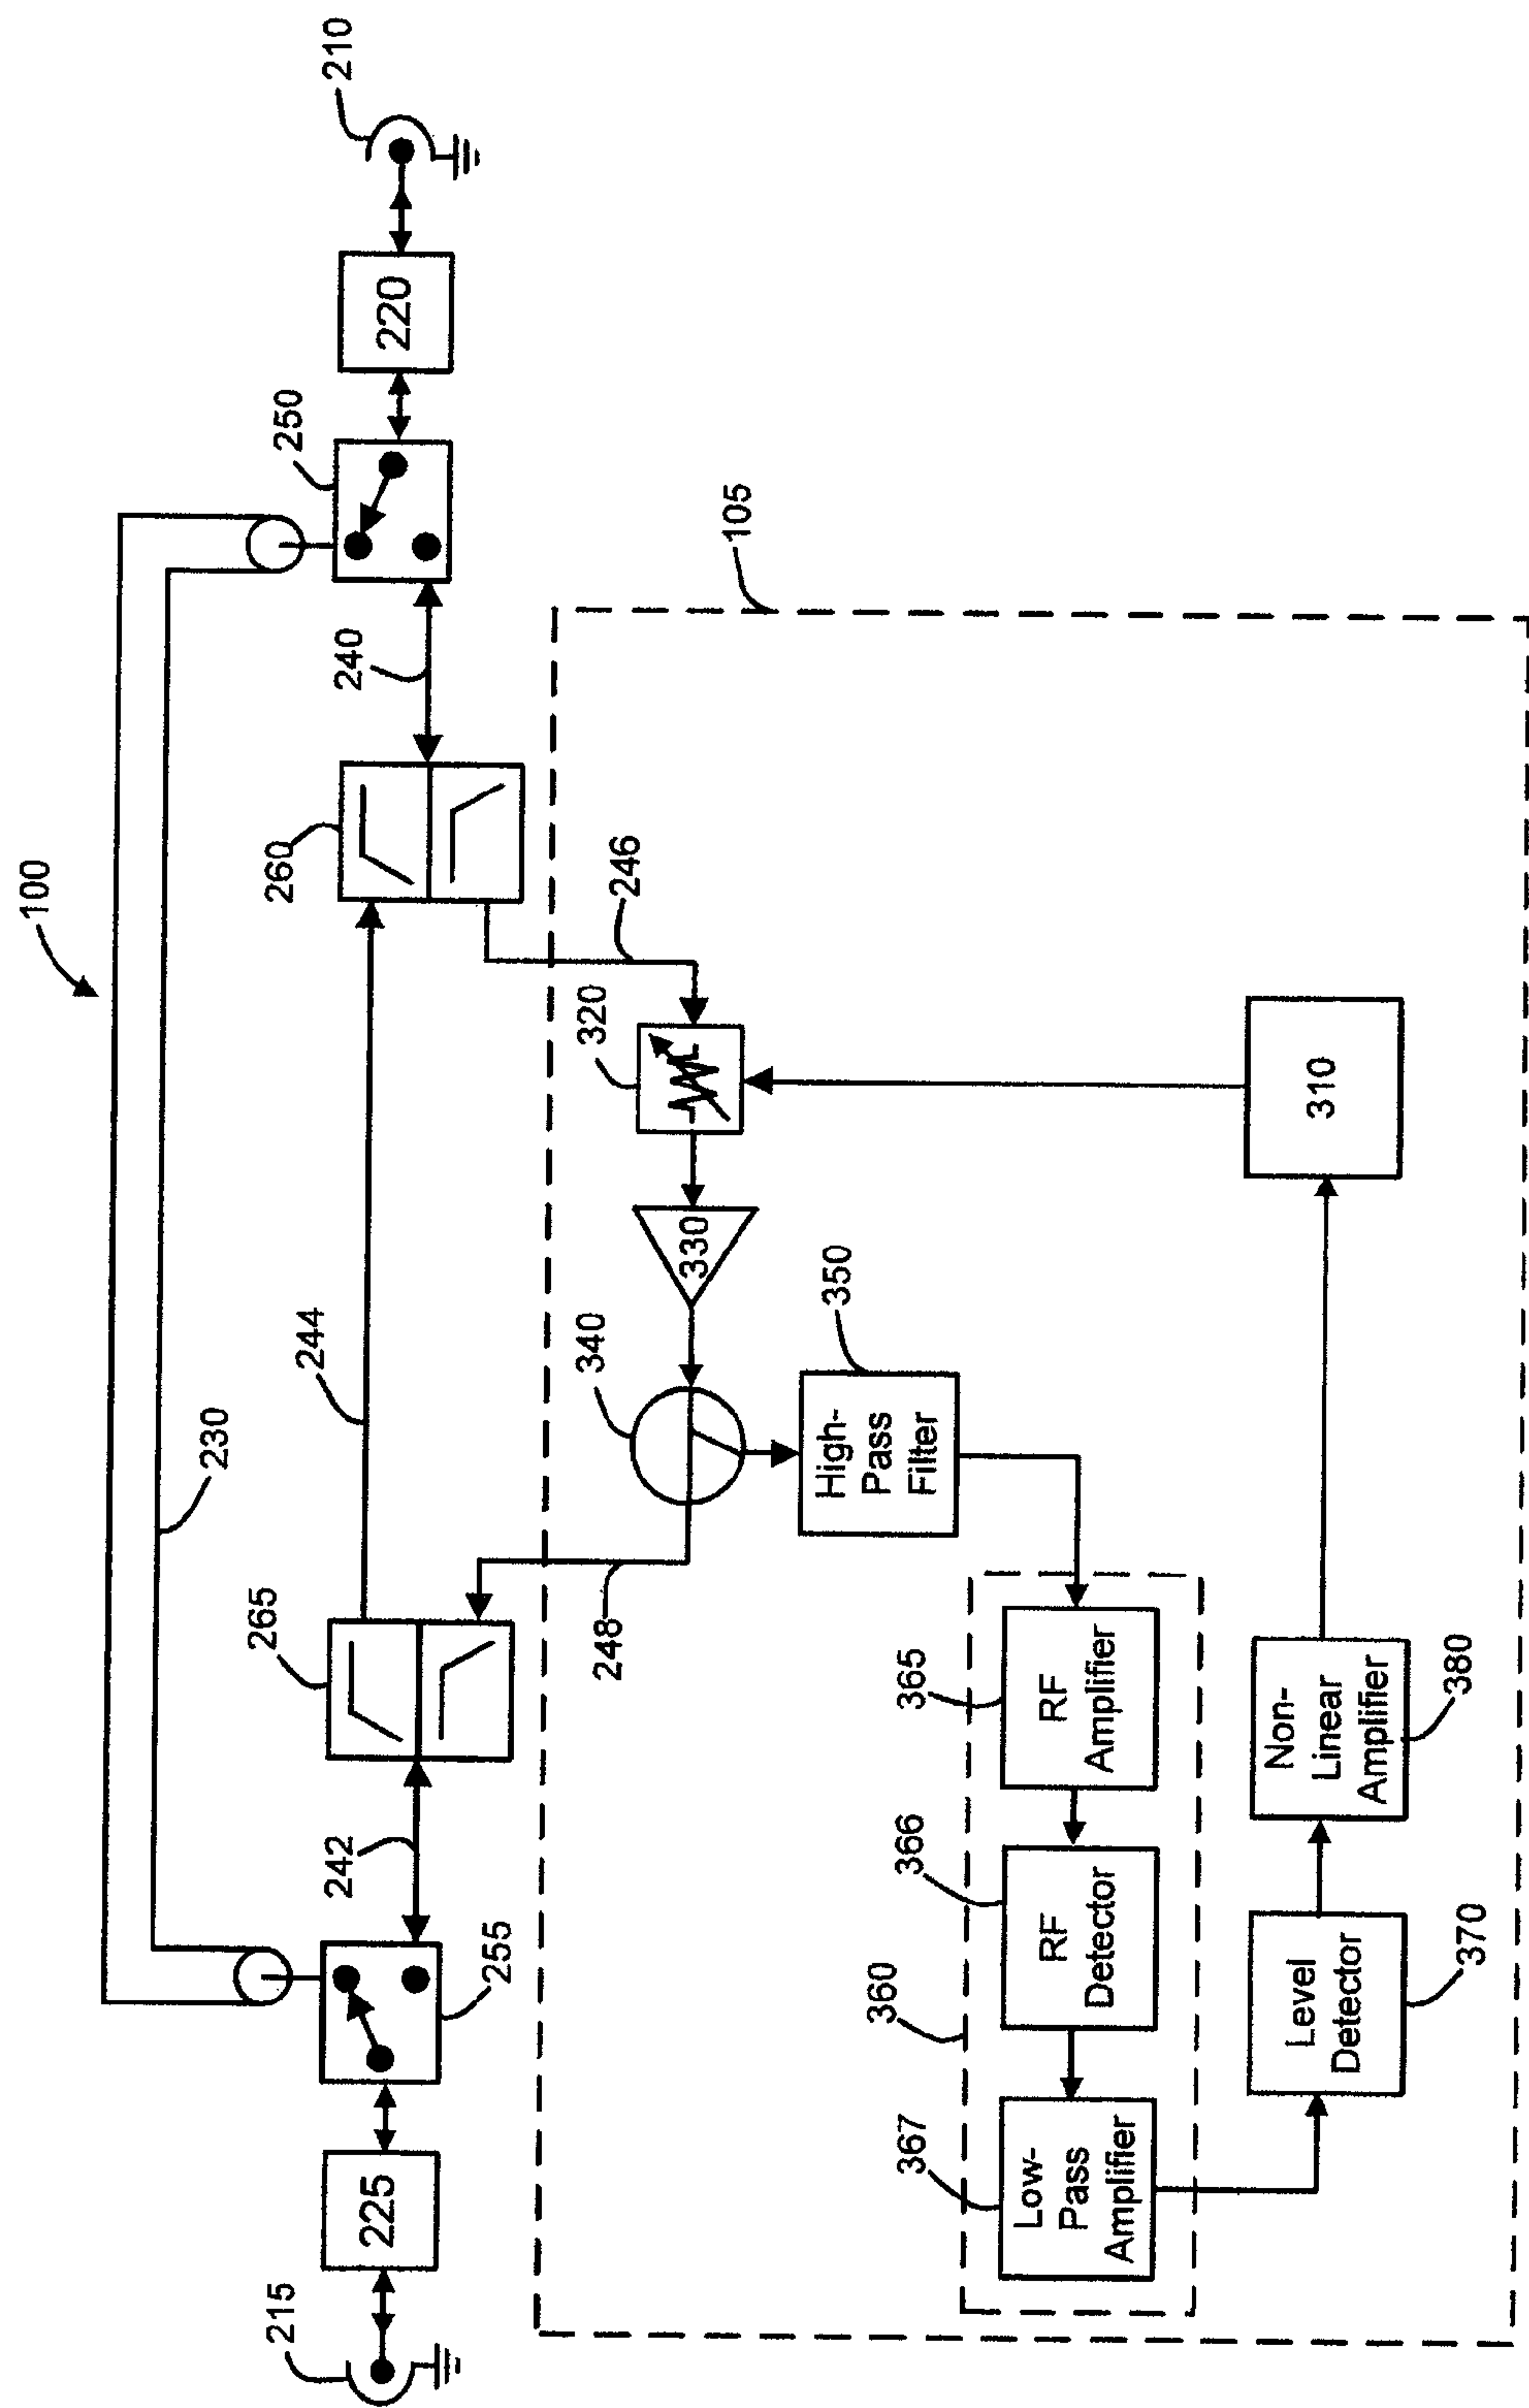 100
230
215
225
255
242
265
244
260
240
250
220
210
248
340
330
320
246
105
High-
Pass
Filter
350
360
367
Low-
Pass
Amplifier
366
RF
Detector
365
RF
Amplifier
Level
Detector
370
Non-
Linear
Amplifier
380
310